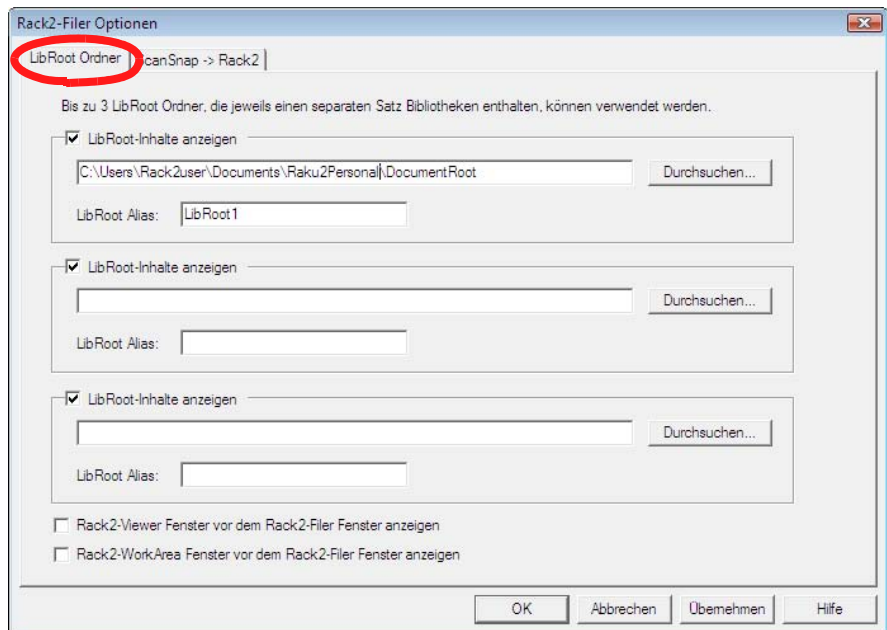 Rack2-Filer Optionen
LibRoot Ordner
canSnap -> Rack2
Bis zu 3 LibRoot Ordner, die jeweils einen separaten Satz Bibliotheken enthalten, können verwendet werden.
LibRoot-Inhalte anzeigen
C:\Users\Rack2user\Documents\Raku2Personal\DocumentRoot
Durchsuchen...
LibRoot Alias:
LibRoot1
LibRoot-Inhalte anzeigen
Durchsuchen...
LibRoot Alias:
LibRoot-Inhalte anzeigen
Durchsuchen...
LibRoot Alias:
Rack2-Viewer Fenster vor dem Rack2-Filer Fenster anzeigen
Rack2-WorkArea Fenster vor dem Rack2-Filer Fenster anzeigen
OK
Abbrechen
Übernehmen
Hilfe